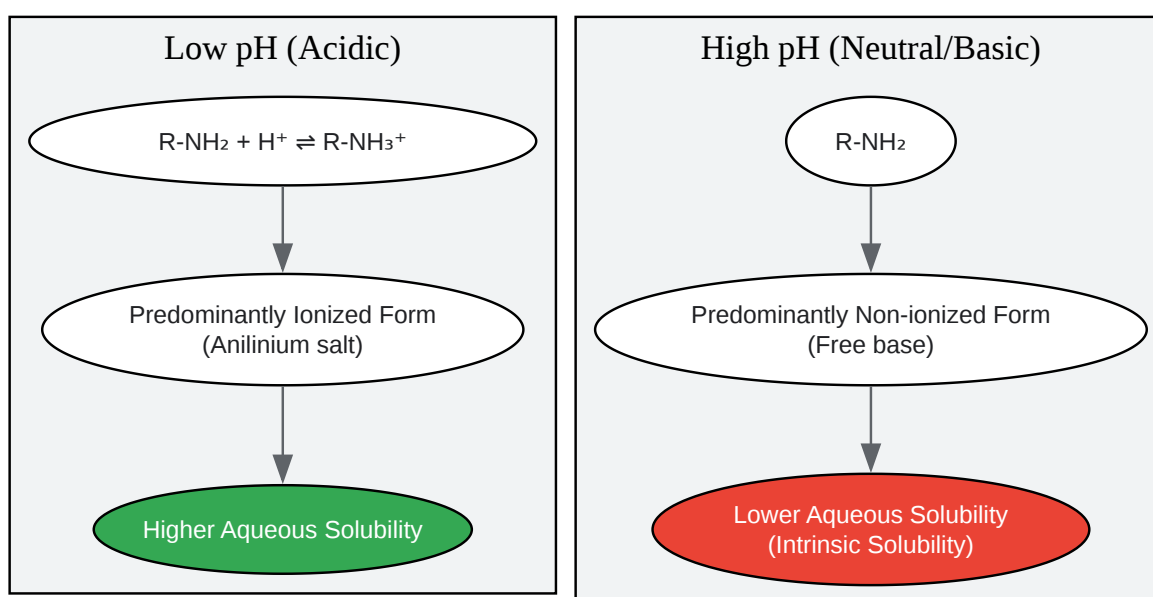 Low pH (Acidic)
R-NH₂ + H⁺ ⇌ R-NH₃⁺
Predominantly Ionized Form
(Anilinium salt)
Higher Aqueous Solubility
High pH (Neutral/Basic)
R-NH₂
Predominantly Non-ionized Form
(Free base)
Lower Aqueous Solubility
(Intrinsic Solubility)